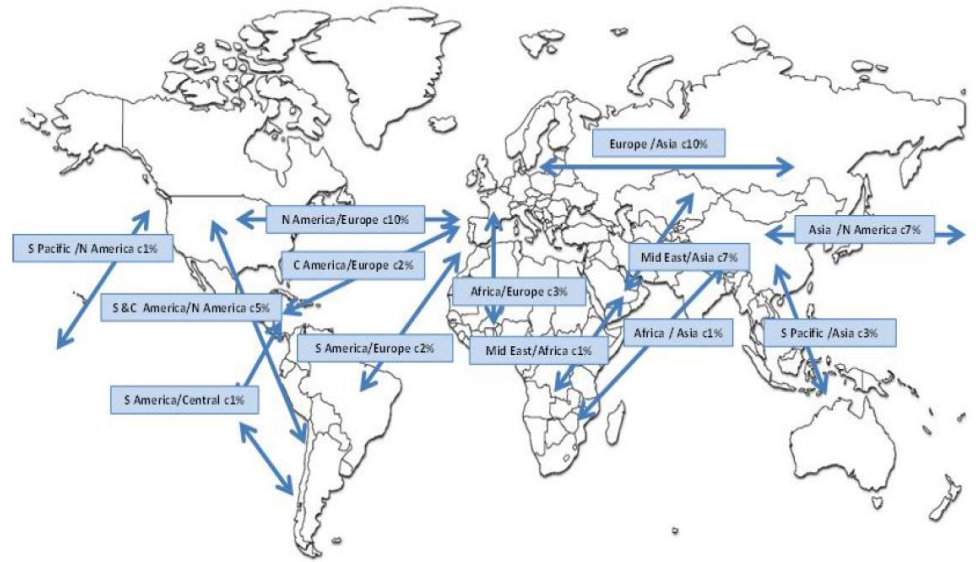 Europe /Asia c10%
N America/Europe c10%
Asia /N America c7%
S Pacific /N America c1%
C America/Europe c2%
Mid East/Asia c7%
Africa/Europe c3%
S&C America/N America c5%
S America/Europe c2%
Mid East/Africa c1%
Africa / Asia c1%
S Pacific /Asia c3%
S America/Central c1%